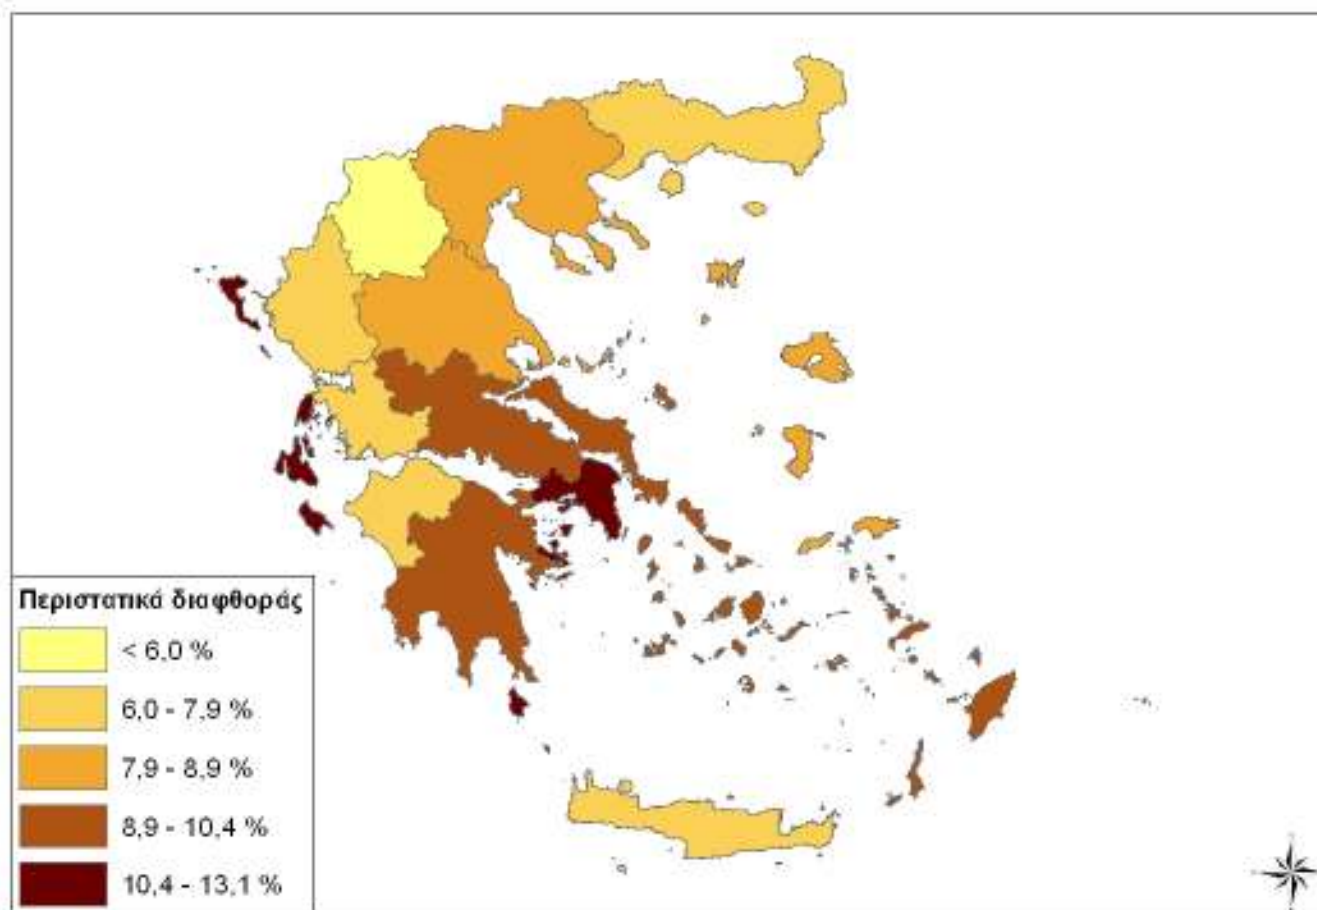 Περιστατικά διαφθοράς
< 6,0 %
6,0 - 7,9 %
7,9 - 8,9 %
8,9 - 10,4 %
10,4 - 13,1 %